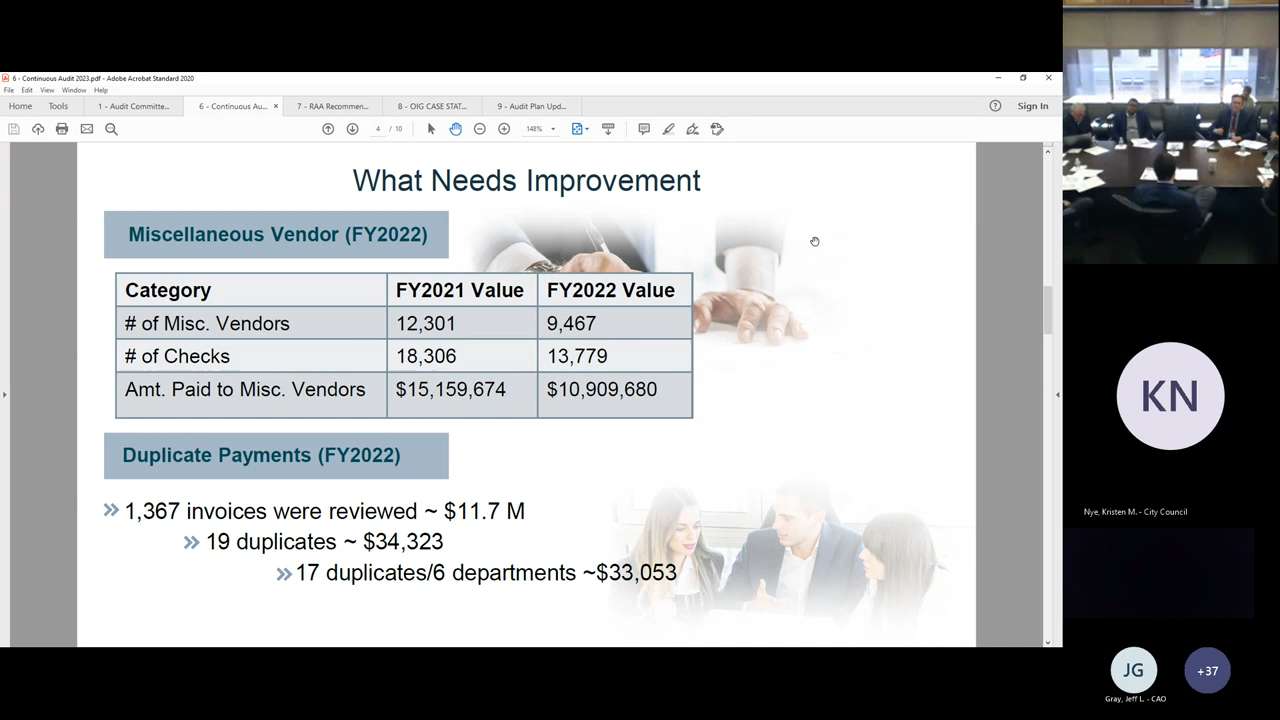 6 - Continuous Audit 2023.pdf - Adobe Acrobat Standard 2020
File Edit View Window Help
Home Tools 1 - Audit Committe... 6 - Continuous Au... × 7 - RAA Recommen... 8 - OIG CASE STAT... 9 - Audit Plan Upd... Sign In
4 / 10 148%
What Needs Improvement
Miscellaneous Vendor (FY2022)
Category FY2021 Value FY2022 Value
# of Misc. Vendors 12,301 9,467
# of Checks 18,306 13,779
Amt. Paid to Misc. Vendors $15,159,674 $10,909,680
Duplicate Payments (FY2022)
1,367 invoices were reviewed ~ $11.7 M
19 duplicates ~ $34,323
17 duplicates/6 departments ~$33,053
KN
Nye, Kristen M. - City Council
JG +37
Gray, Jeff L. - CAO